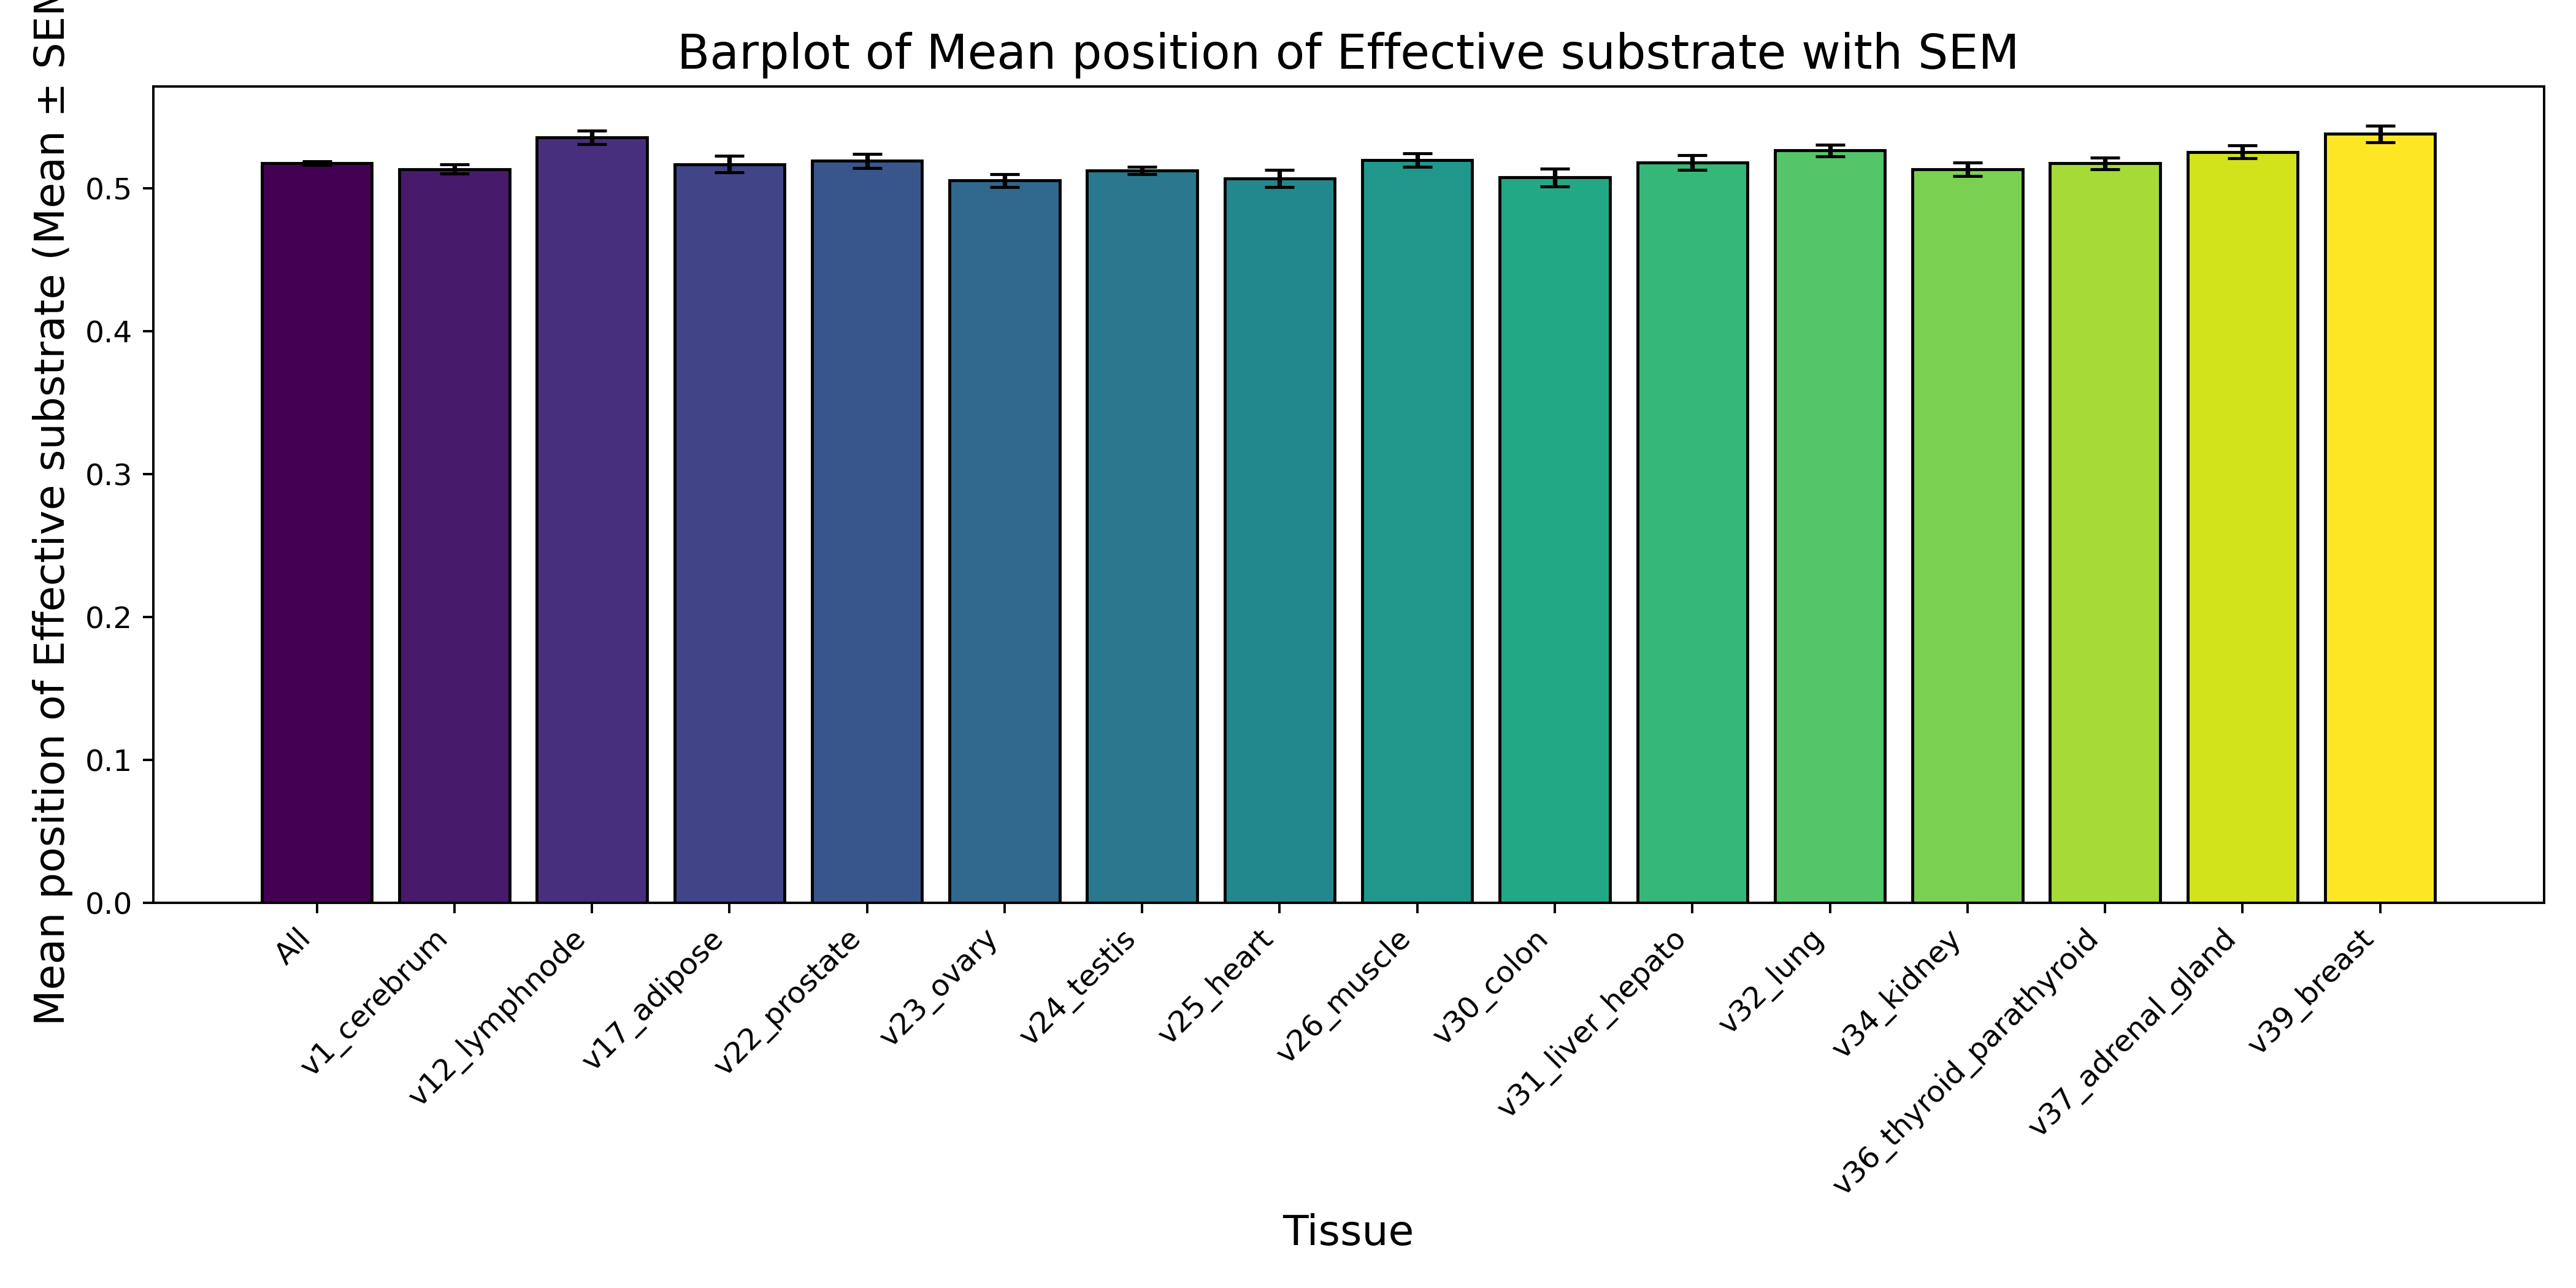 Barplot of Mean position of Effective substrate with SEM
Mean position of Effective substrate (Mean ± SEM
0.5
0.4
0.3
0.2
0.1
0.0
All
v1_cerebrum
v12_lymphnode
v17_adipose
v22_prostate
v23_ovary
v24_testis
v25_heart
v26_muscle
v30_colon
v31_liver_hepato
v32_lung
v34_kidney
v36_thyroid_parathyroid
v37_adrenal_gland
v39_breast
Tissue